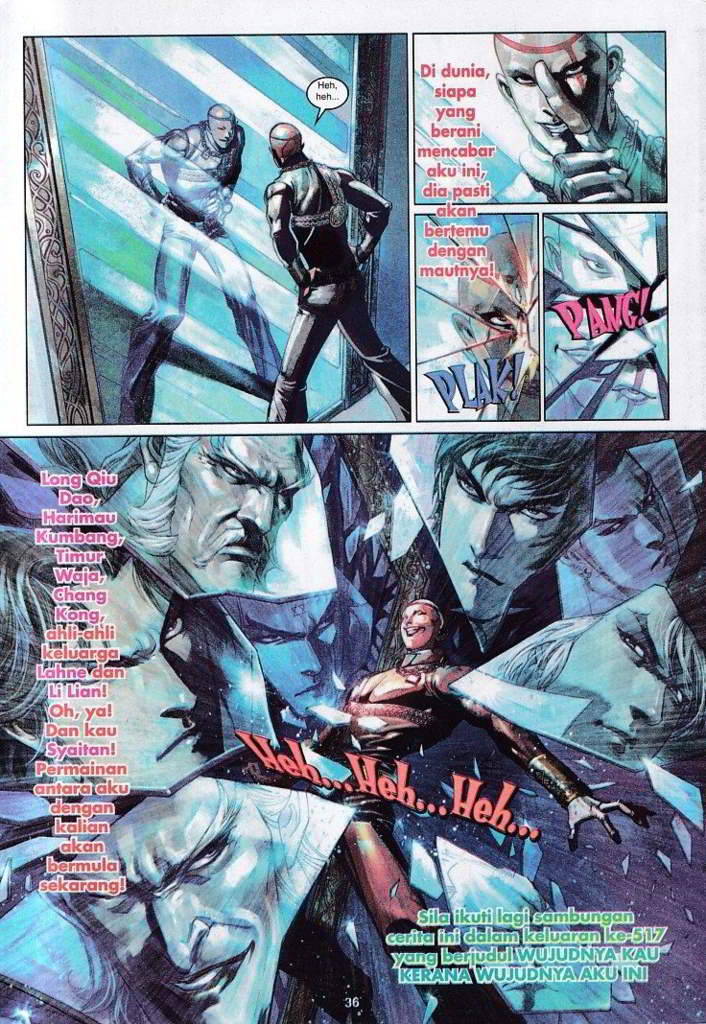 Heh,
heh...
Di dunia,
siapa
yang
berani
mencabar
aku ini,
dia pasti
akan
bertemu
dengan
mautnya!
PLAK!
PANG!
Long Qiu
Dao,
Harimau
Kumbang,
Timur
Waja,
Chang
Kong,
ahli-ahli
keluarga
Lahne dan
Li Lian!
Oh, ya!
Dan kau
Syaitan!
Permainan
antara aku
dengan
kalian
akan
bermula
sekarang!
Heh...Heh...Heh...
Sila ikuti lagi sambungan
cerita ini dalam keluaran ke-517
yang berjudul WUJUDNYA KAU
KERANA WUJUDNYA AKU INI
36